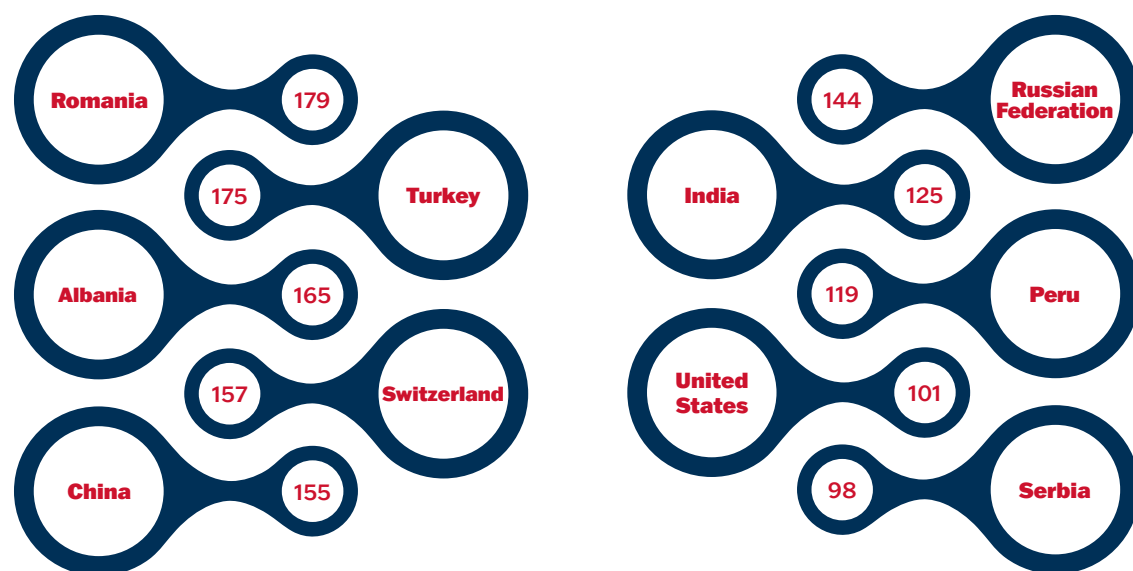 Romania
179
175
Turkey
Albania
165
157
Switzerland
China
155
144
Russian
Federation
India
125
119
Peru
United
States
101
98
Serbia